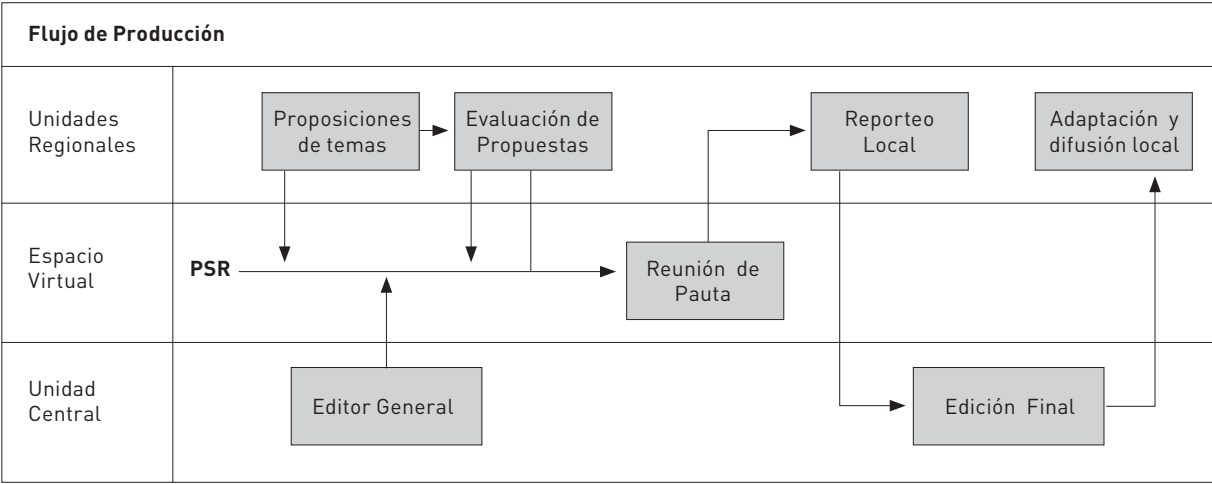 Flujo de Producción
Unidades
Regionales
Proposiciones
de temas
Evaluación de
Propuestas
Reporteo
Local
Adaptación y
difusión local
Espacio
Virtual
PSR
Reunión de
Pauta
Unidad
Central
Editor General
Edición Final